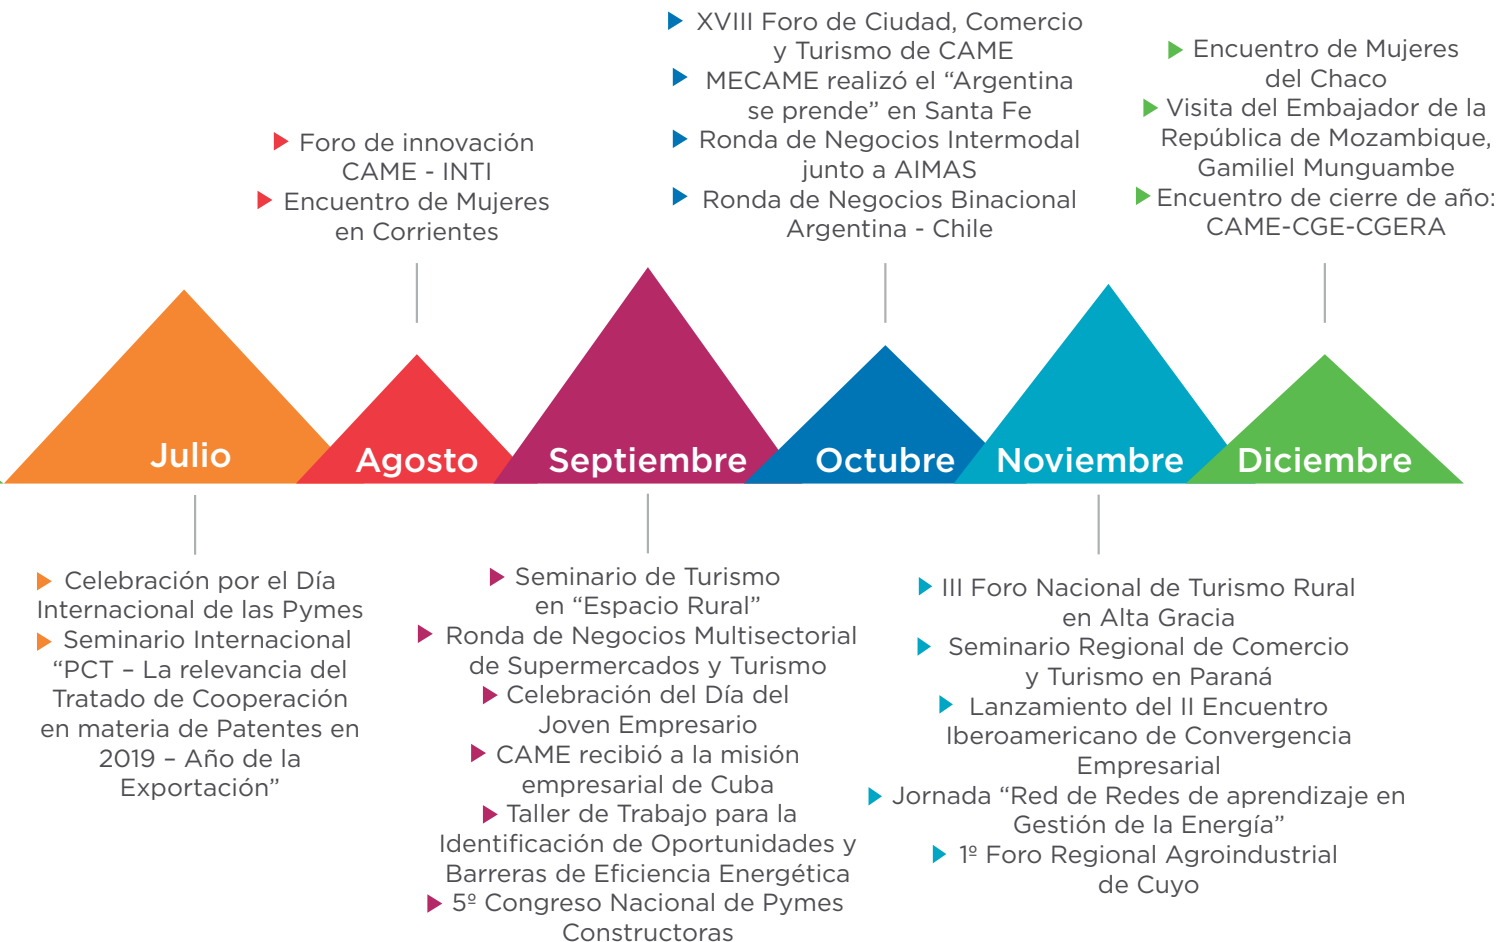 XVIII Foro de Ciudad, Comercio
y Turismo de CAME
MECAME realizó el “Argentina
se prende” en Santa Fe
Ronda de Negocios Intermodal
junto a AIMAS
Ronda de Negocios Binacional
Argentina - Chile
Encuentro de Mujeres
del Chaco
Visita del Embajador de la
República de Mozambique,
Gamiliel Munguambe
Encuentro de cierre de año:
CAME-CGE-CGERA
Foro de innovación
CAME - INTI
Encuentro de Mujeres
en Corrientes
Julio
Agosto
Septiembre
Octubre
Noviembre
Diciembre
Celebración por el Día
Internacional de las Pymes
Seminario Internacional
“PCT – La relevancia del
Tratado de Cooperación
en materia de Patentes en
2019 – Año de la
Exportación”
Seminario de Turismo
en “Espacio Rural”
Ronda de Negocios Multisectorial
de Supermercados y Turismo
Celebración del Día del
Joven Empresario
CAME recibió a la misión
empresarial de Cuba
Taller de Trabajo para la
Identificación de Oportunidades y
Barreras de Eficiencia Energética
5º Congreso Nacional de Pymes
Constructoras
III Foro Nacional de Turismo Rural
en Alta Gracia
Seminario Regional de Comercio
y Turismo en Paraná
Lanzamiento del II Encuentro
Iberoamericano de Convergencia
Empresarial
Jornada “Red de Redes de aprendizaje en
Gestión de la Energía”
1º Foro Regional Agroindustrial
de Cuyo